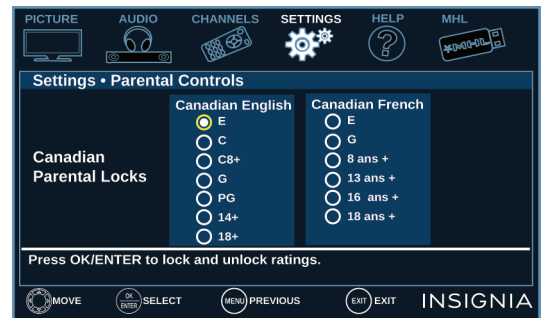 PICTURE AUDIO CHANNELS SETTINGS HELP MHL
MHL
Settings • Parental Controls
Canadian Parental Locks
Canadian English
E
C
C8+
G
PG
14+
18+
Canadian French
E
G
8 ans +
13 ans +
16 ans +
18 ans +
Press OK/ENTER to lock and unlock ratings.
MOVE OK ENTER SELECT MENU PREVIOUS EXIT EXIT INSIGNIA